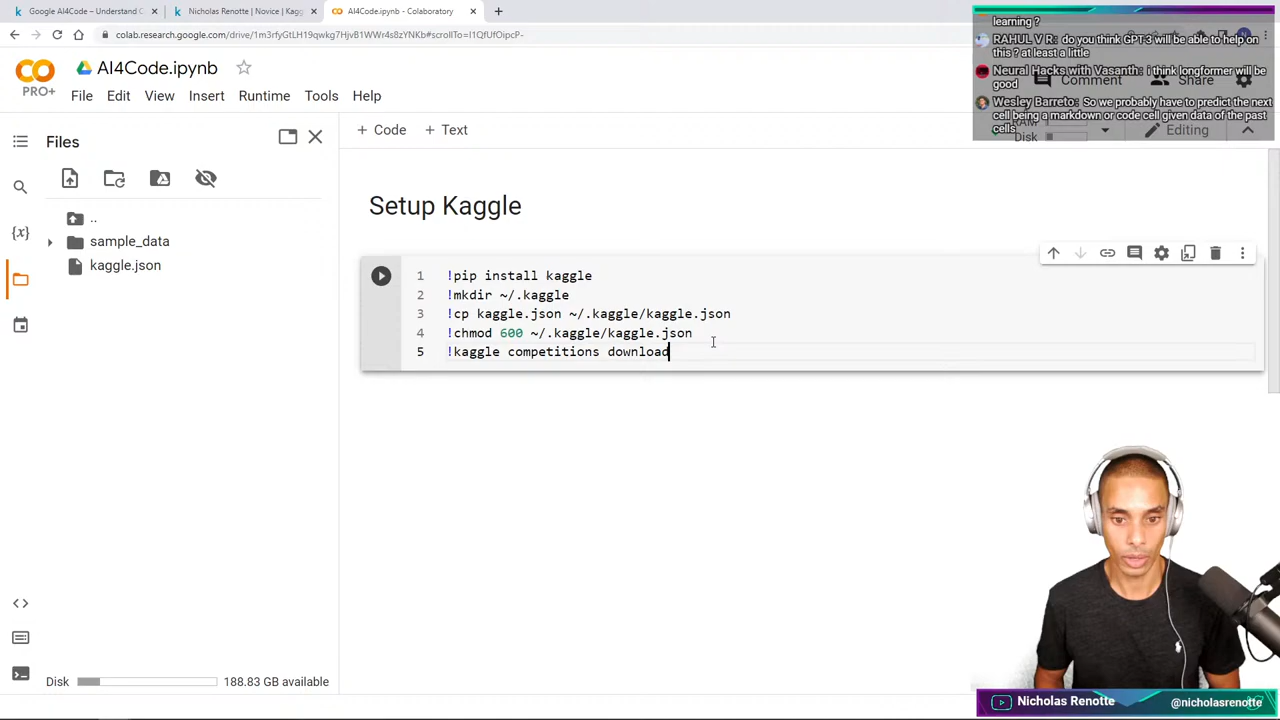 Google AI4Code – Understand C
Nicholas Renotte | Novice | Kagg
AI4Code.ipynb - Colaboratory
colab.research.google.com/drive/1m3rfyGtLH1Sqwkg7HjvB1WWr4s8zYNKb#scrollTo=I1QfUfOipcP-
PRO+
AI4Code.ipynb
File Edit View Insert Runtime Tools Help
Comment
Share
learning ?
RAHUL V R: do you think GPT-3 will be able to help on
this ? at least a little
Neural Hacks with Vasanth: i think longformer will be
good
Wesley Barreto: So we probably have to predict the next
cell being a markdown or code cell given data of the past
cells
RAM
Disk
Editing
Files
+ Code + Text
..
sample_data
kaggle.json
{x}
Setup Kaggle
1 !pip install kaggle
2 !mkdir ~/.kaggle
3 !cp kaggle.json ~/.kaggle/kaggle.json
4 !chmod 600 ~/.kaggle/kaggle.json
5 !kaggle competitions download
Disk 188.83 GB available
Nicholas Renotte
@nicholasrenotte